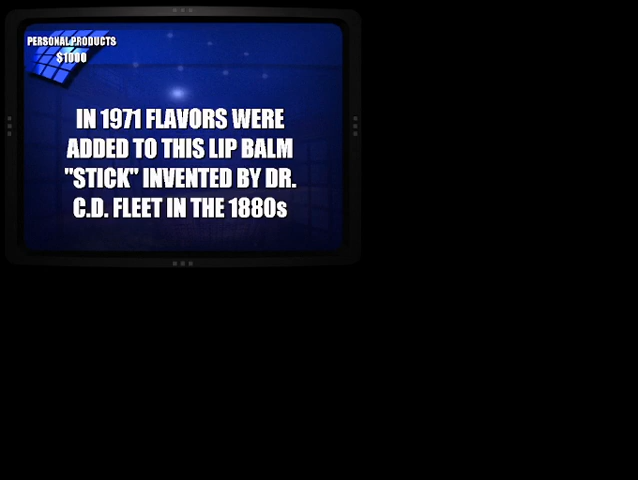 PERSONAL PRODUCTS
$1000
IN 1971 FLAVORS WERE
ADDED TO THIS LIP BALM
"STICK" INVENTED BY DR.
C.D. FLEET IN THE 1880s